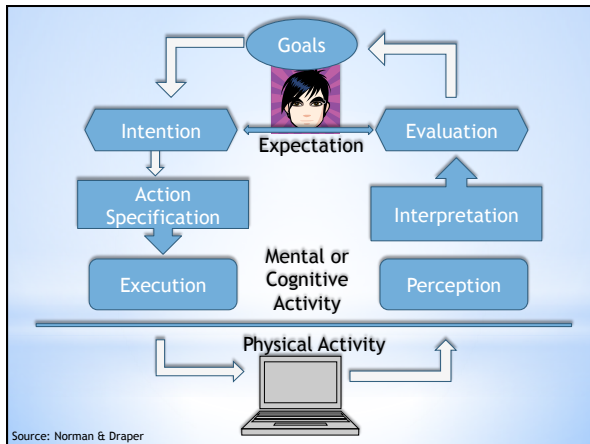 Goals
Intention
Expectation
Evaluation
Action
Specification
Interpretation
Execution
Mental or
Cognitive
Activity
Perception
Physical Activity
Source: Norman & Draper